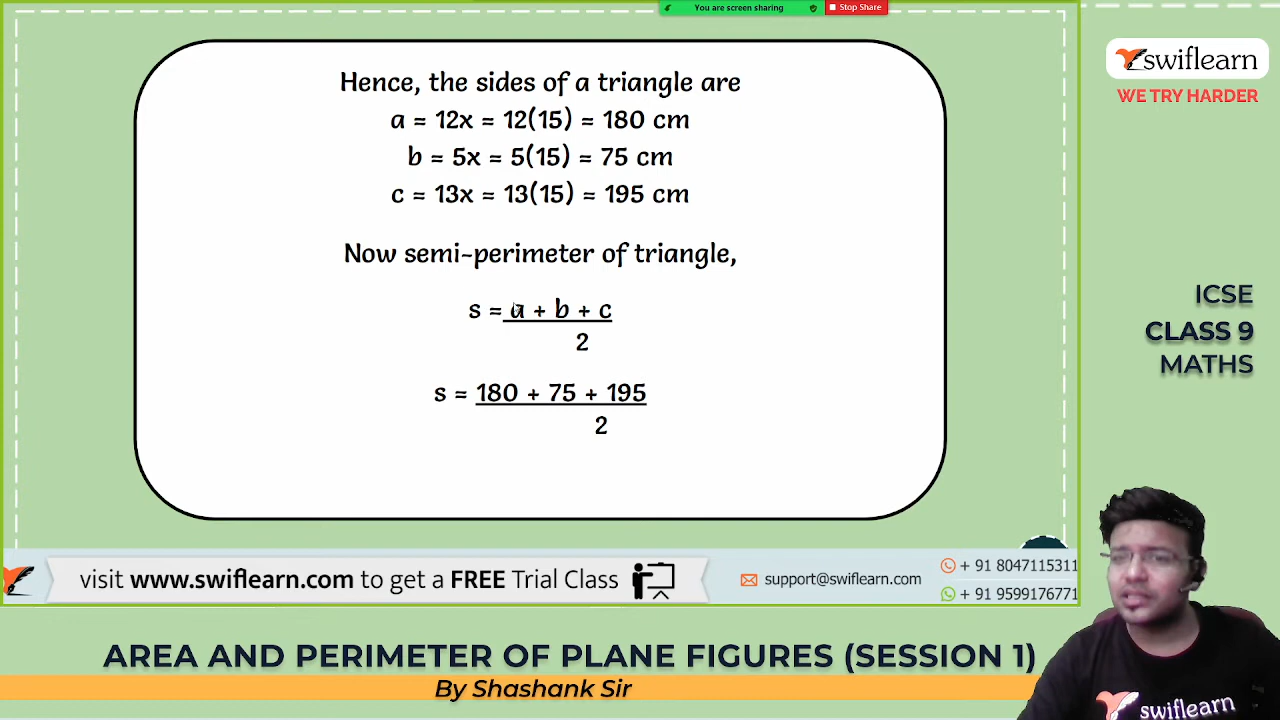 You are screen sharing
Stop Share
swiflearn
WE TRY HARDER
Hence, the sides of a triangle are
a = 12x = 12(15) = 180 cm
b = 5x = 5(15) = 75 cm
c = 13x = 13(15) = 195 cm
Now semi-perimeter of triangle,
s = a + b + c
2
s = 180 + 75 + 195
2
ICSE
CLASS 9
MATHS
visit www.swiflearn.com to get a FREE Trial Class
support@swiflearn.com
+ 91 8047115311
+ 91 9599176771
AREA AND PERIMETER OF PLANE FIGURES (SESSION 1)
By Shashank Sir
swiflearn